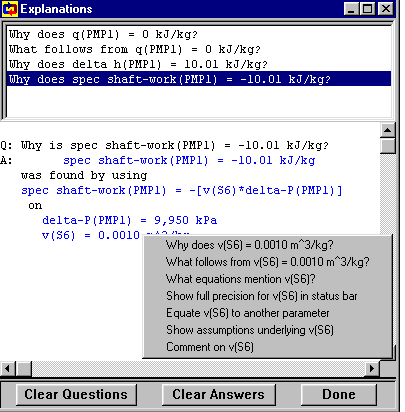 Explanations
Why does q(PMP1) = 0 kJ/kg?
What follows from q(PMP1) = 0 kJ/kg?
Why does delta h(PMP1) = 10.01 kJ/kg?
Why does spec shaft-work(PMP1) = -10.01 kJ/kg?
Q: Why is spec shaft-work(PMP1) = -10.01 kJ/kg?
A: spec shaft-work(PMP1) = -10.01 kJ/kg
was found by using
spec shaft-work(PMP1) = -[v(S6)*delta-P(PMP1)]
on
delta-P(PMP1) = 9,950 kPa
v(S6) = 0.0010 m^3/kg
Why does v(S6) = 0.0010 m^3/kg?
What follows from v(S6) = 0.0010 m^3/kg?
What equations mention v(S6)?
Show full precision for v(S6) in status bar
Equate v(S6) to another parameter
Show assumptions underlying v(S6)
Comment on v(S6)
Clear Questions
Clear Answers
Done